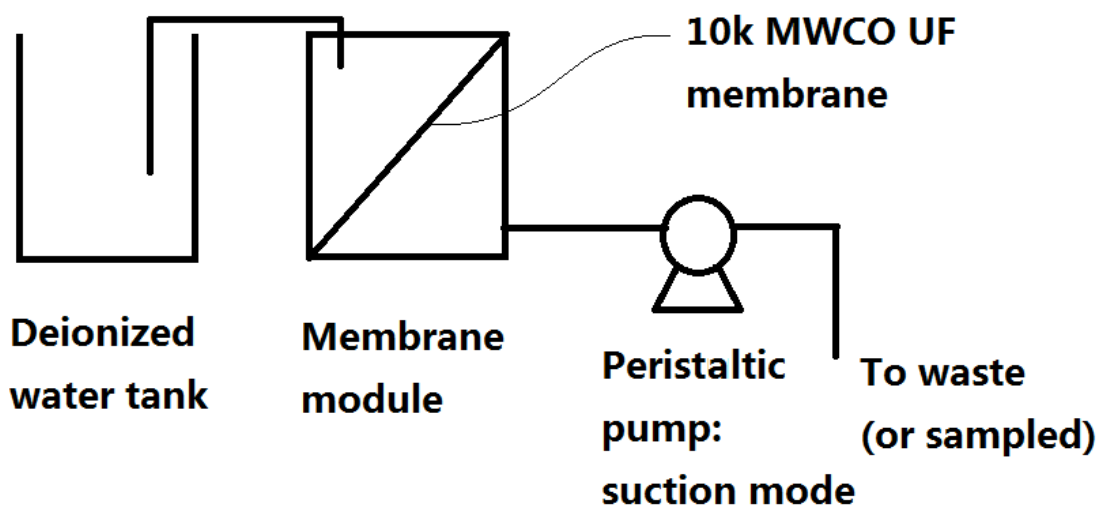 10k MWCO UF
membrane
Deionized
water tank
Membrane
module
Peristaltic
pump:
suction mode
To waste
(or sampled)